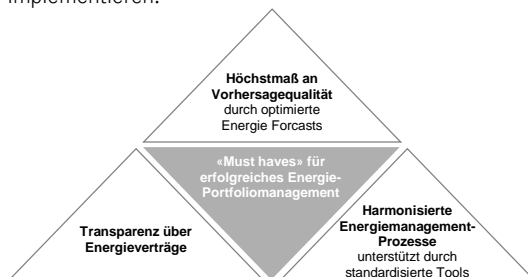 implementieren.
Höchstmaß an
Vorhersagequalität
durch optimierte
Energie Forcasts
«Must haves» für
erfolgreiches Energie-
Portfoliomanagement
Transparenz über
Energieverträge
Harmonisierte
Energiemanagement-
Prozesse
unterstützt durch
standardisierte Tools